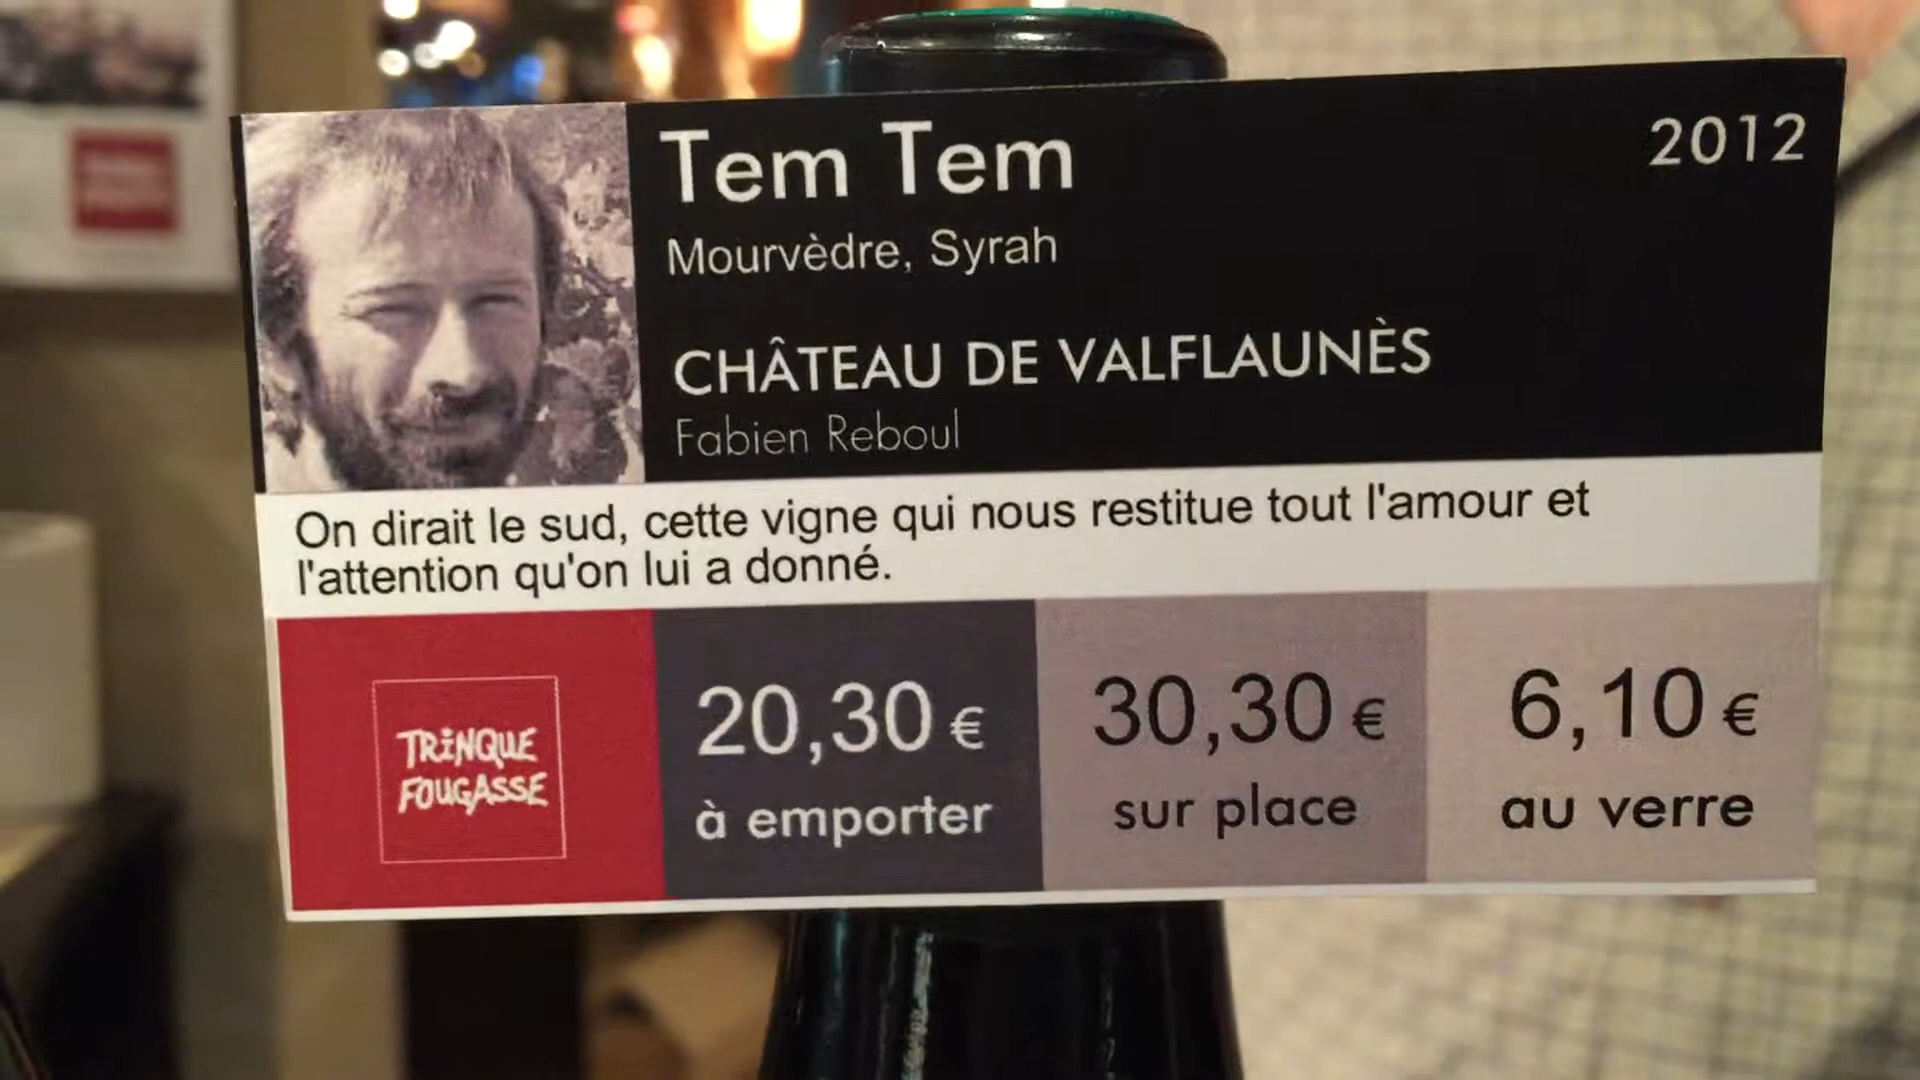 Tem Tem
2012
Mourvèdre, Syrah
CHÂTEAU DE VALFLAUNÈS
Fabien Reboul
On dirait le sud, cette vigne qui nous restitue tout l'amour et
l'attention qu'on lui a donné.
TRiNQUE
FOUGASSE
20,30 €
à emporter
30,30 €
sur place
6,10 €
au verre